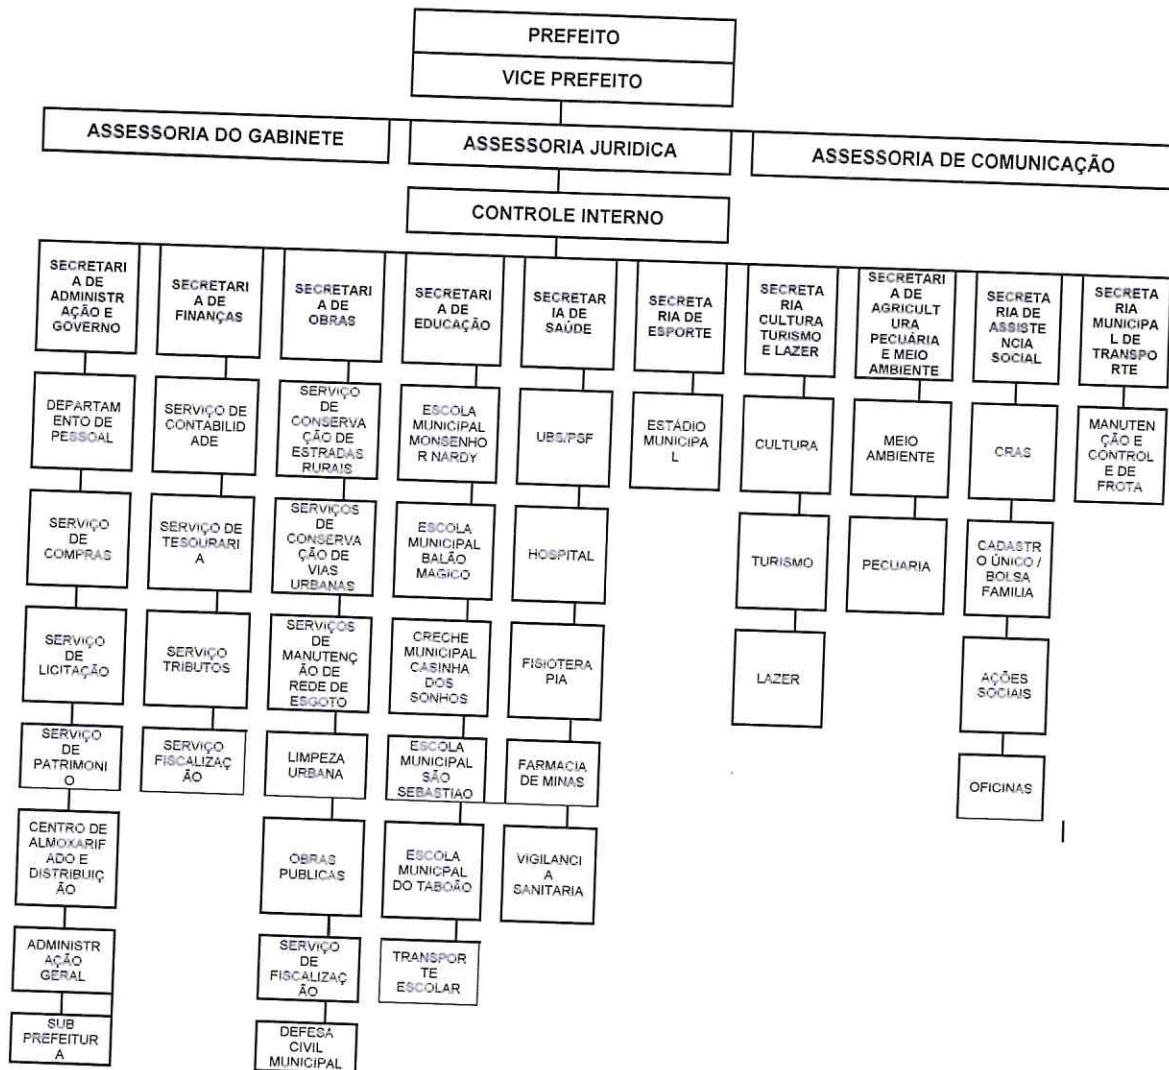 PREFEITO
VICE PREFEITO
ASSESSORIA DO GABINETE
ASSESSORIA JURIDICA
ASSESSORIA DE COMUNICAÇÃO
CONTROLE INTERNO
SECRETARI
A DE
ADMINISTR
AÇÃO E
GOVERNO
DEPARTAM
ENTO DE
PESSOAL
SERVIÇO
DE
COMPRAS
SERVIÇO
DE
LICITAÇÃO
SERVIÇO
DE
PATRIMONI
O
CENTRO DE
ALMOXARIF
ADO E
DISTRIBUIÇ
ÃO
ADMINISTR
AÇÃO
GERAL
SUB
PREFEITUR
A
SECRETARI
A DE
FINANÇAS
SERVIÇO DE
CONTABILID
ADE
SERVIÇO DE
TESOURARI
A
SERVIÇO
TRIBUTOS
SERVIÇO
FISCALIZAÇ
ÃO
SECRETARI
A DE
OBRAS
SERVIÇO
DE
CONSERVA
ÇÃO DE
ESTRADAS
RURAIS
SERVIÇOS
DE
CONSERVA
ÇÃO DE
VIAS
URBANAS
SERVIÇOS
DE
MANUTENÇ
ÃO DE
REDE DE
ESGOTO
LIMPEZA
URBANA
OBRAS
PUBLICAS
SERVIÇO
DE
FISCALIZAÇ
ÃO
DEFESA
CIVIL
MUNICIPAL
SECRETARI
A DE
EDUCAÇÃO
ESCOLA
MUNICIPAL
MONSENHO
R NARDY
ESCOLA
MUNICIPAL
BALÃO
MAGICO
CRECHE
MUNICIPAL
CASINHA
DOS
SONHOS
ESCOLA
MUNICIPAL
SÃO
SEBASTIAO
ESCOLA
MUNICPAL
DO TABOÃO
TRANSPOR
TE
ESCOLAR
SECRETAR
IA DE
SAÚDE
UBS/PSF
HOSPITAL
FISIOTERA
PIA
FARMACIA
DE MINAS
VIGILANCI
A
SANITARIA
SECRETA
RIA DE
ESPORTE
ESTÁDIO
MUNICIPA
L
SECRETA
RIA
CULTURA
TURISMO
E LAZER
CULTURA
TURISMO
LAZER
SECRETARI
A DE
AGRICULT
URA
PECUÁRIA
E MEIO
AMBIENTE
MEIO
AMBIENTE
PECUARIA
SECRETA
RIA DE
ASSISTE
NCIA
SOCIAL
CRAS
CADASTR
O ÚNICO /
BOLSA
FAMILIA
AÇÕES
SOCIAIS
OFICINAS
SECRETA
RIA
MUNICIPA
L DE
TRANSPO
RTE
MANUTEN
ÇÃO E
CONTROL
E DE
FROTA